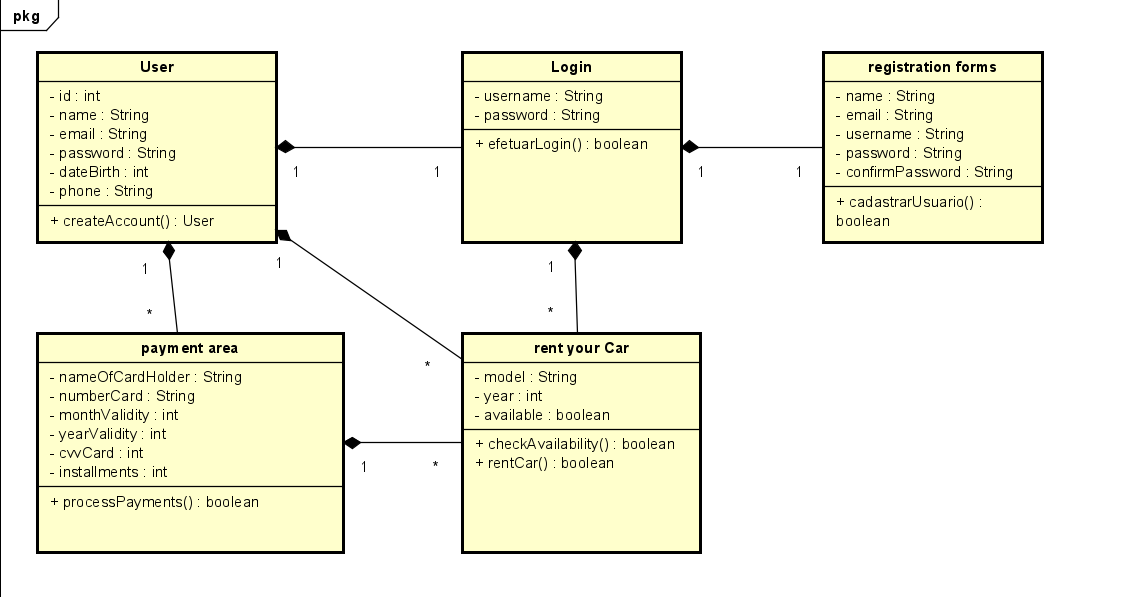 pkg
User
- id : int
- name : String
- email : String
- password : String
- dateBirth : int
- phone : String
+ createAccount() : User
Login
- username : String
- password : String
+ efetuarLogin() : boolean
registration forms
- name : String
- email : String
- username : String
- password : String
- confirmPassword : String
+ cadastrarUsuario() :
boolean
1
1
1
1
1
*
1
*
1
*
payment area
- nameOfCardHolder : String
- numberCard : String
- monthValidity : int
- yearValidity : int
- cvvCard : int
- installments : int
+ processPayments() : boolean
1
*
rent your Car
- model : String
- year : int
- available : boolean
+ checkAvailability() : boolean
+ rentCar() : boolean